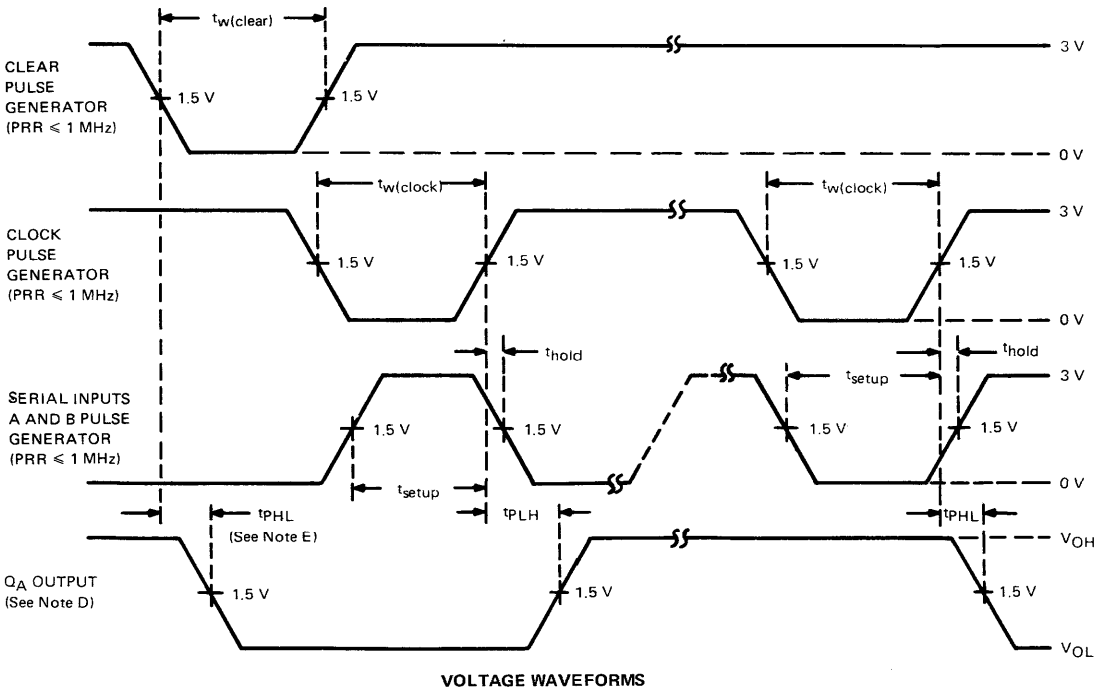 tw(clear)
3 V
CLEAR
PULSE
GENERATOR
(PRR ≤ 1 MHz)
1.5 V
1.5 V
0 V
tw(clock)
tw(clock)
3 V
CLOCK
PULSE
GENERATOR
(PRR ≤ 1 MHz)
1.5 V
1.5 V
1.5 V
1.5 V
0 V
thold
thold
tsetup
3 V
SERIAL INPUTS
A AND B PULSE
GENERATOR
(PRR ≤ 1 MHz)
1.5 V
1.5 V
1.5 V
1.5 V
tsetup
0 V
tPHL
(See Note E)
tPLH
tPHL
VOH
QA OUTPUT
(See Note D)
1.5 V
1.5 V
1.5 V
VOL
VOLTAGE WAVEFORMS